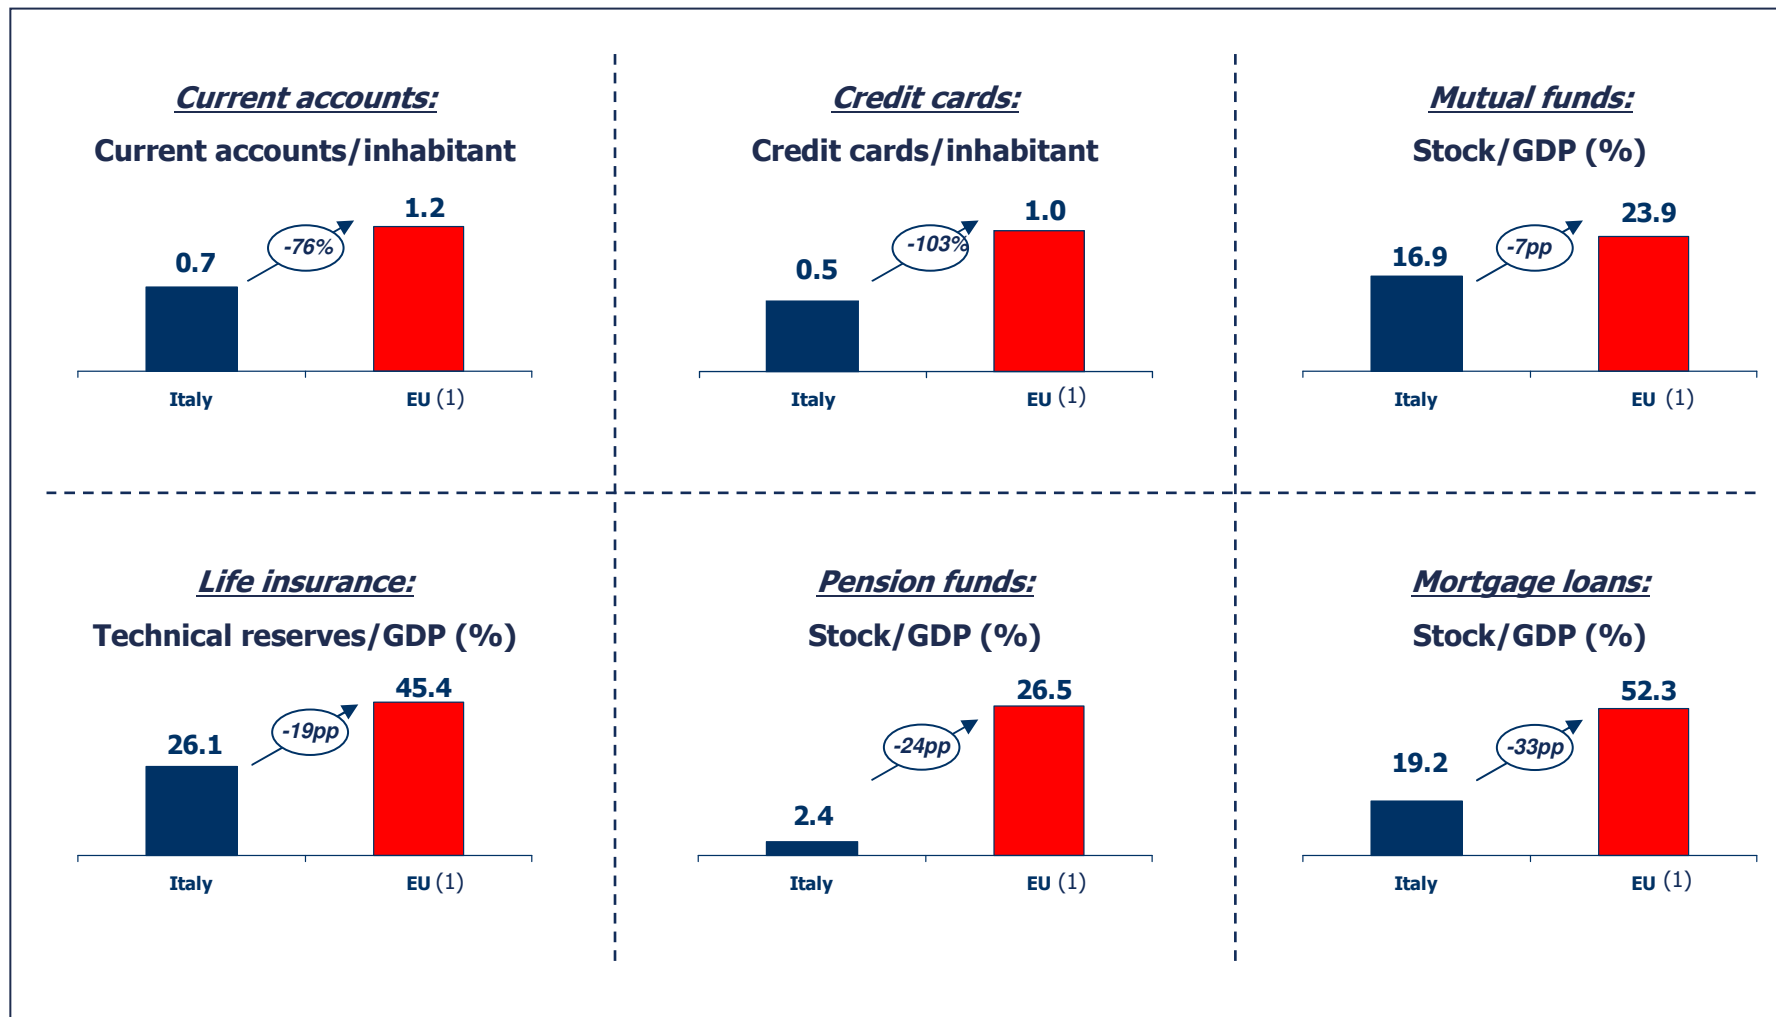 Current accounts:
Current accounts/inhabitant
1.2
-76%
0.7
Italy
EU (1)
Credit cards:
Credit cards/inhabitant
1.0
-103%
0.5
Italy
EU (1)
Mutual funds:
Stock/GDP (%)
23.9
-7pp
16.9
Italy
EU (1)
Life insurance:
Technical reserves/GDP (%)
45.4
-19pp
26.1
Italy
EU (1)
Pension funds:
Stock/GDP (%)
26.5
-24pp
2.4
Italy
EU (1)
Mortgage loans:
Stock/GDP (%)
52.3
-33pp
19.2
Italy
EU (1)